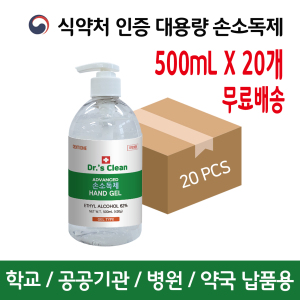 식약처 인증 대용량 손소독제
500mL X 20개
무료배송
Dr.'s Clean
ADVANCED
손소독제
HAND GEL
ETHYL ALCOHOL 62%
20 PCS
학교 / 공공기관 / 병원 / 약국 납품용